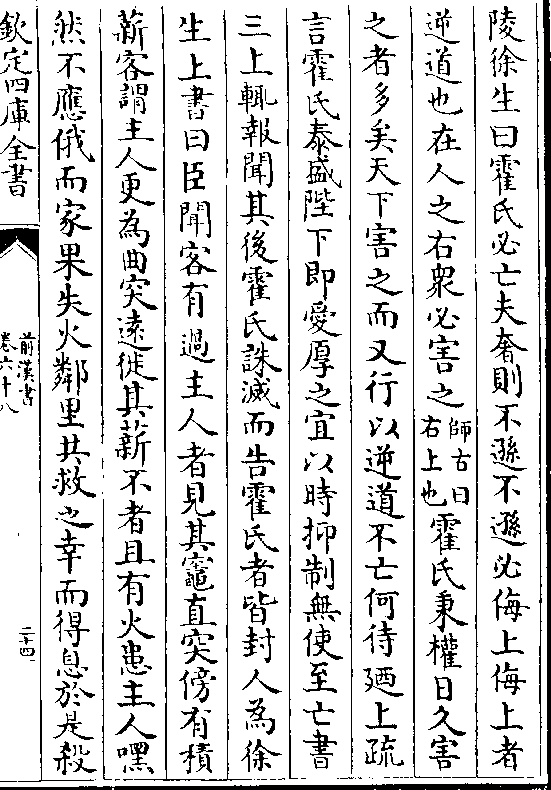 陵徐生曰霍氏必亡夫奢則不遜不遜必侮上侮上者
逆道也在人之右衆必害之師古曰右上也霍氏秉權日久害
之者多矣天下害之而又行以逆道不亡何待廼上疏
言霍氏泰盛陛下即愛厚之宜以時抑制無使至亡書
三上輒報聞其後霍氏誅滅而告霍氏者皆封人為徐
生上書曰臣聞客有過主人者見其竈直突傍有積
薪客謂主人更為曲突遠徙其薪不者且有火患主人嘿
然不應俄而家果失火鄰里共救之幸而得息於是殺
欽定四庫全書
前漢書
卷六十八
二十四